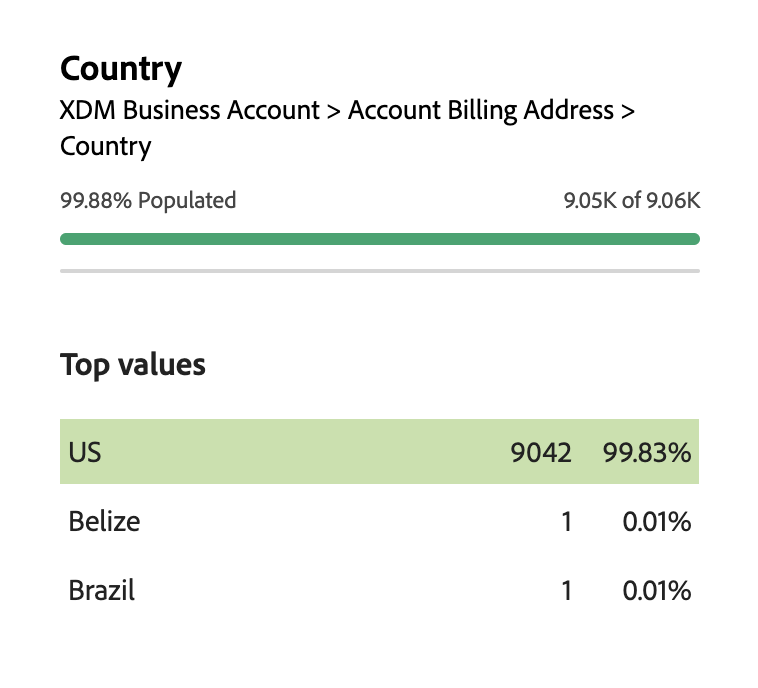 Country
XDM Business Account > Account Billing Address >
Country
99.88% Populated 9.05K of 9.06K
Top values
US 9042 99.83%
Belize 1 0.01%
Brazil 1 0.01%